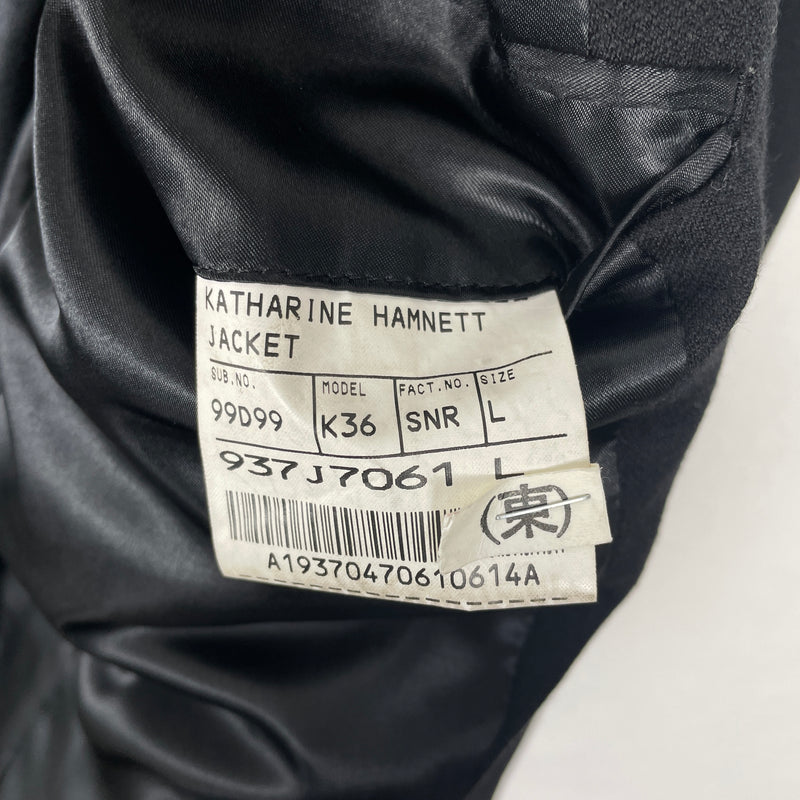 KATHARINE HAMNETT
JACKET
SUB.NO. MODEL FACT.NO. SIZE
99D99 K36 SNR L
937J7061 L
(東)
A19370470610614A